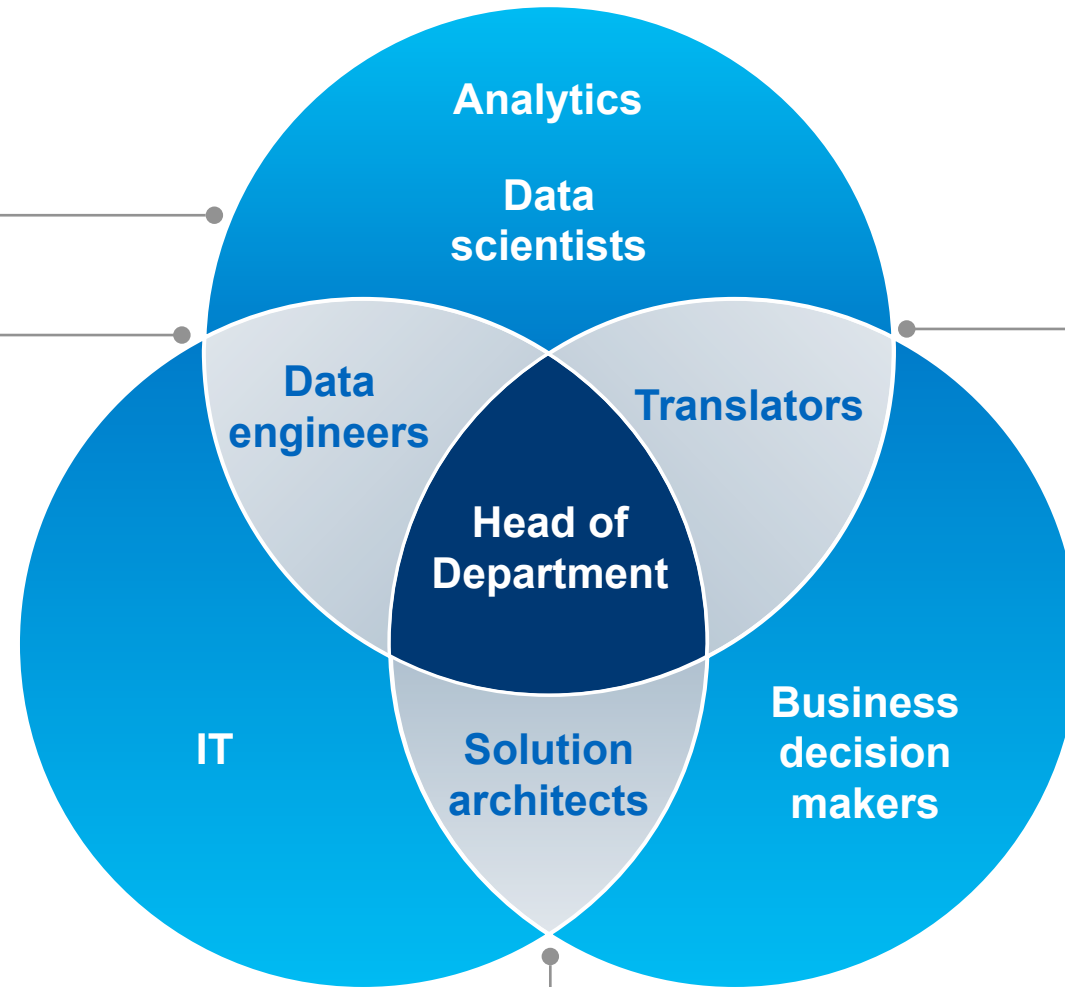 Analytics
Data
scientists
Data
engineers
Translators
Head of
Department
IT
Solution
architects
Business
decision
makers